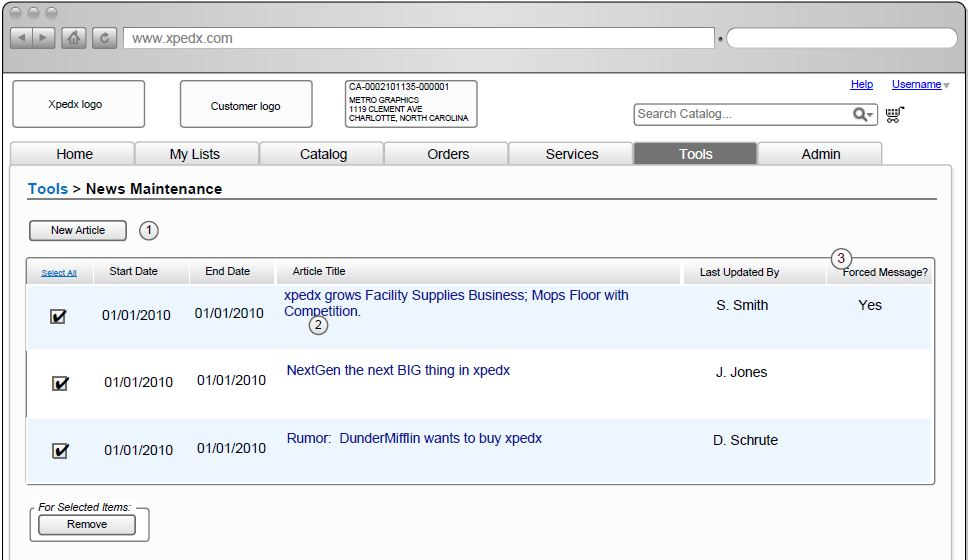 www.xpedx.com
Xpedx logo
Customer logo
CA-0002101135-000001
METRO GRAPHICS
1119 CLEMENT AVE
CHARLOTTE, NORTH CAROLINA
Help
Username
Search Catalog...
Home My Lists Catalog Orders Services Tools Admin
Tools > News Maintenance
New Article 1
3
Select All Start Date End Date Article Title Last Updated By Forced Message?
xpedx grows Facility Supplies Business; Mops Floor with
Competition.
01/01/2010 01/01/2010 S. Smith Yes
2
01/01/2010 01/01/2010 NextGen the next BIG thing in xpedx J. Jones
01/01/2010 01/01/2010 Rumor: DunderMifflin wants to buy xpedx D. Schrute
For Selected Items:
Remove